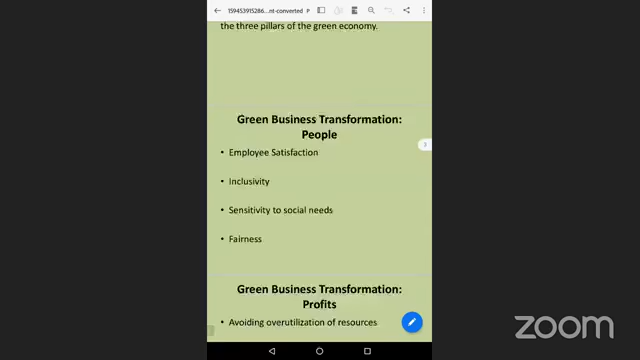 159453915286...nt-converted P
the three pillars of the green economy.
Green Business Transformation:
People
• Employee Satisfaction
• Inclusivity
• Sensitivity to social needs
• Fairness
Green Business Transformation:
Profits
• Avoiding overutilization of resources
zoom